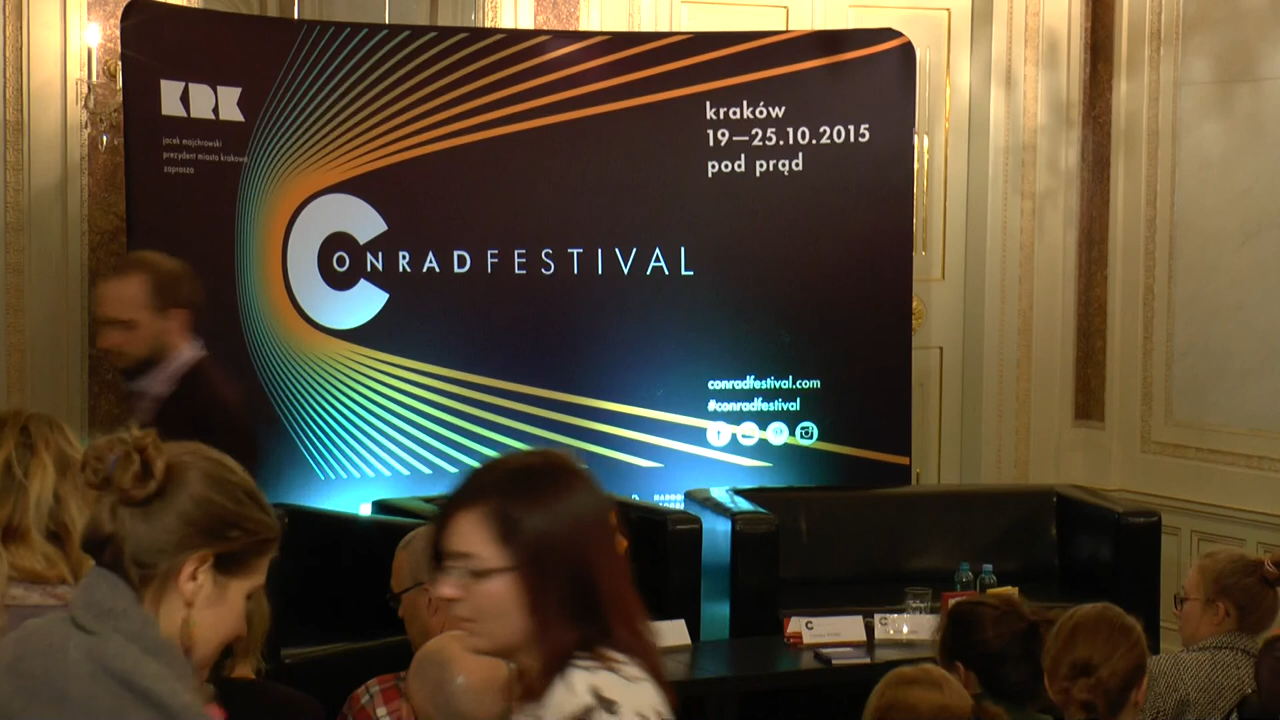 KRK
jacek majchrowski
prezydent miasta krakowa
zaprasza
kraków
19—25.10.2015
pod prąd
CONRADFESTIVAL
conradfestival.com
#conradfestival